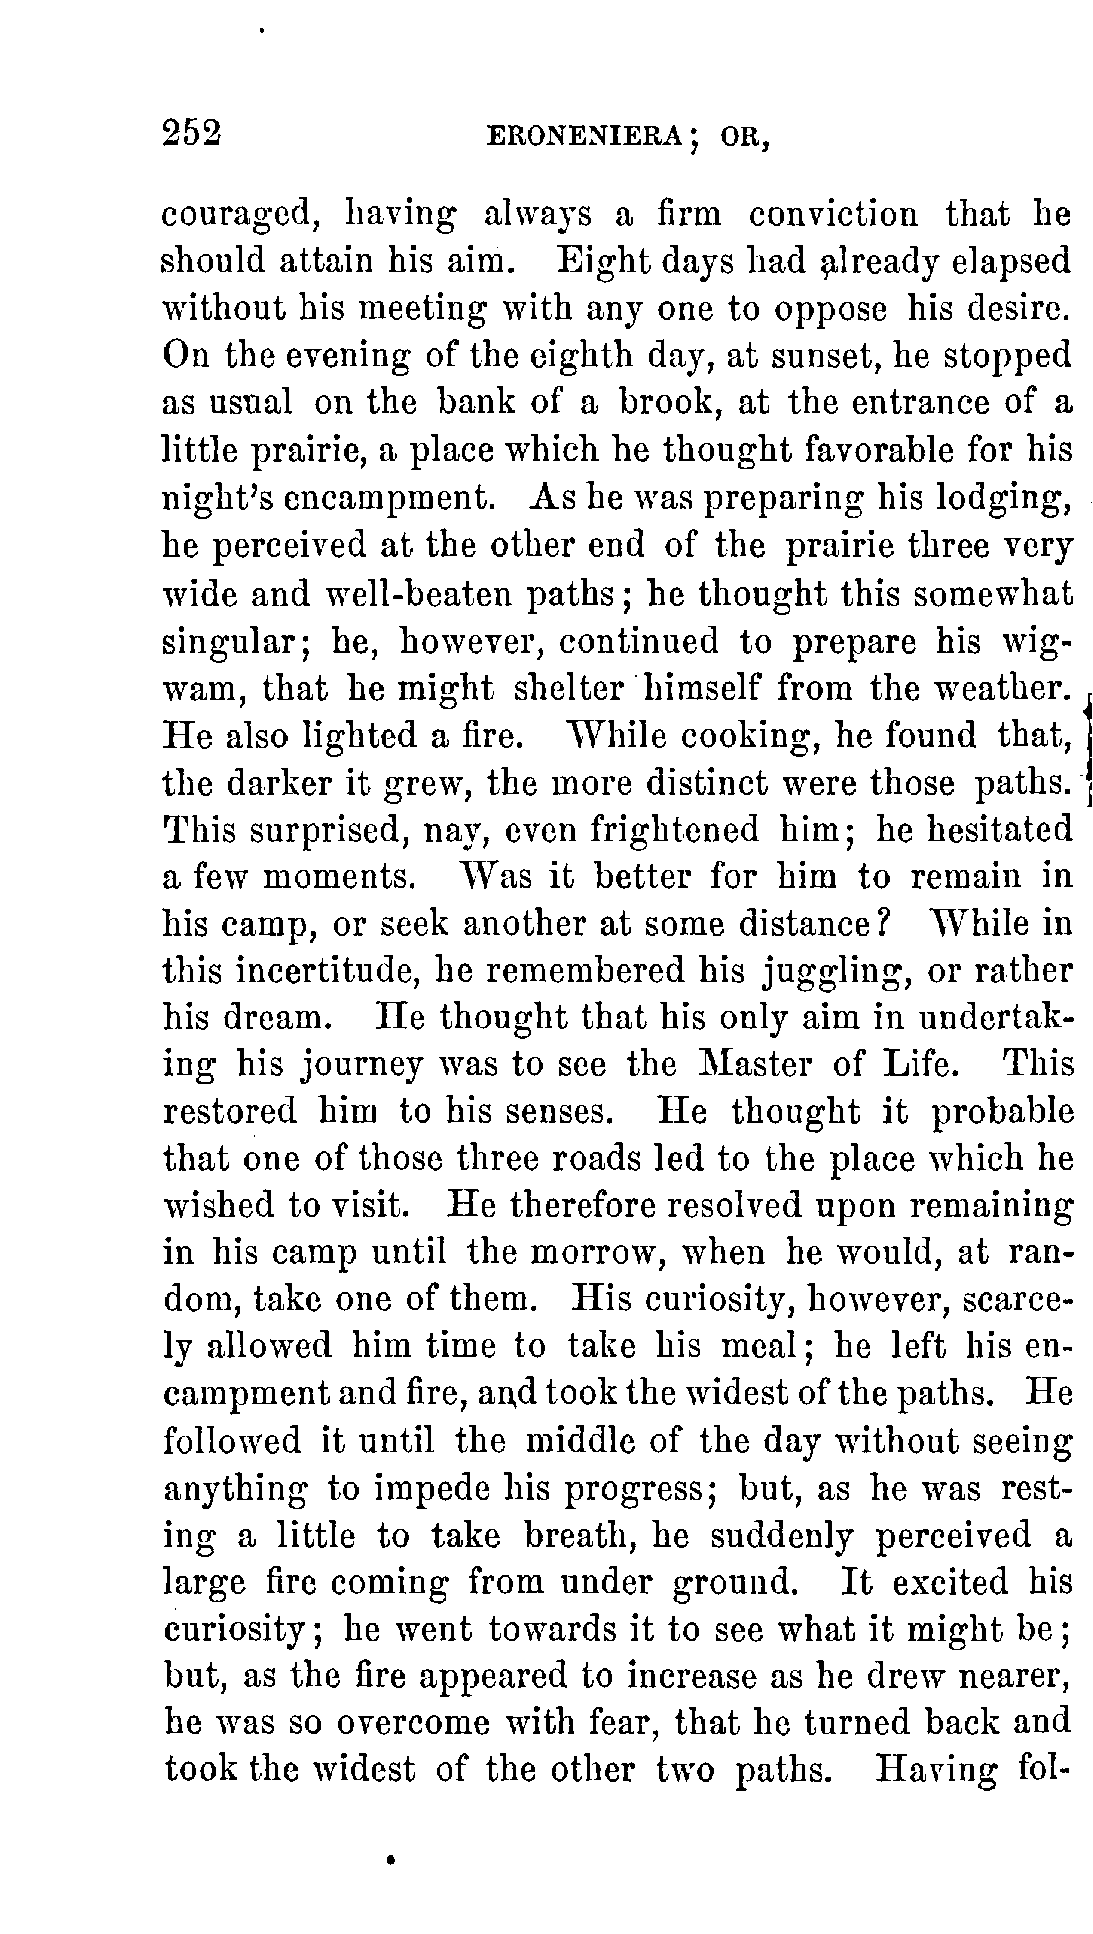 252 ERONENIERA; OR,
couraged, having always a firm conviction that he
should attain his aim. Eight days had already elapsed
without his meeting with any one to oppose his desire.
On the evening of the eighth day, at sunset, he stopped
as usual on the bank of a brook, at the entrance of a
little prairie, a place which he thought favorable for his
night's encampment. As he was preparing his lodging,
he perceived at the other end of the prairie three very
wide and well-beaten paths; he thought this somewhat
singular; he, however, continued to prepare his wig-
wam, that he might shelter himself from the weather.
He also lighted a fire. While cooking, he found that,
the darker it grew, the more distinct were those paths.
This surprised, nay, even frightened him; he hesitated
a few moments. Was it better for him to remain in
his camp, or seek another at some distance? While in
this incertitude, he remembered his juggling, or rather
his dream. He thought that his only aim in undertak-
ing his journey was to see the Master of Life. This
restored him to his senses. He thought it probable
that one of those three roads led to the place which he
wished to visit. He therefore resolved upon remaining
in his camp until the morrow, when he would, at ran-
dom, take one of them. His curiosity, however, scarce-
ly allowed him time to take his meal; he left his en-
campment and fire, and took the widest of the paths. He
followed it until the middle of the day without seeing
anything to impede his progress; but, as he was rest-
ing a little to take breath, he suddenly perceived a
large fire coming from under ground. It excited his
curiosity; he went towards it to see what it might be;
but, as the fire appeared to increase as he drew nearer,
he was so overcome with fear, that he turned back and
took the widest of the other two paths. Having fol-